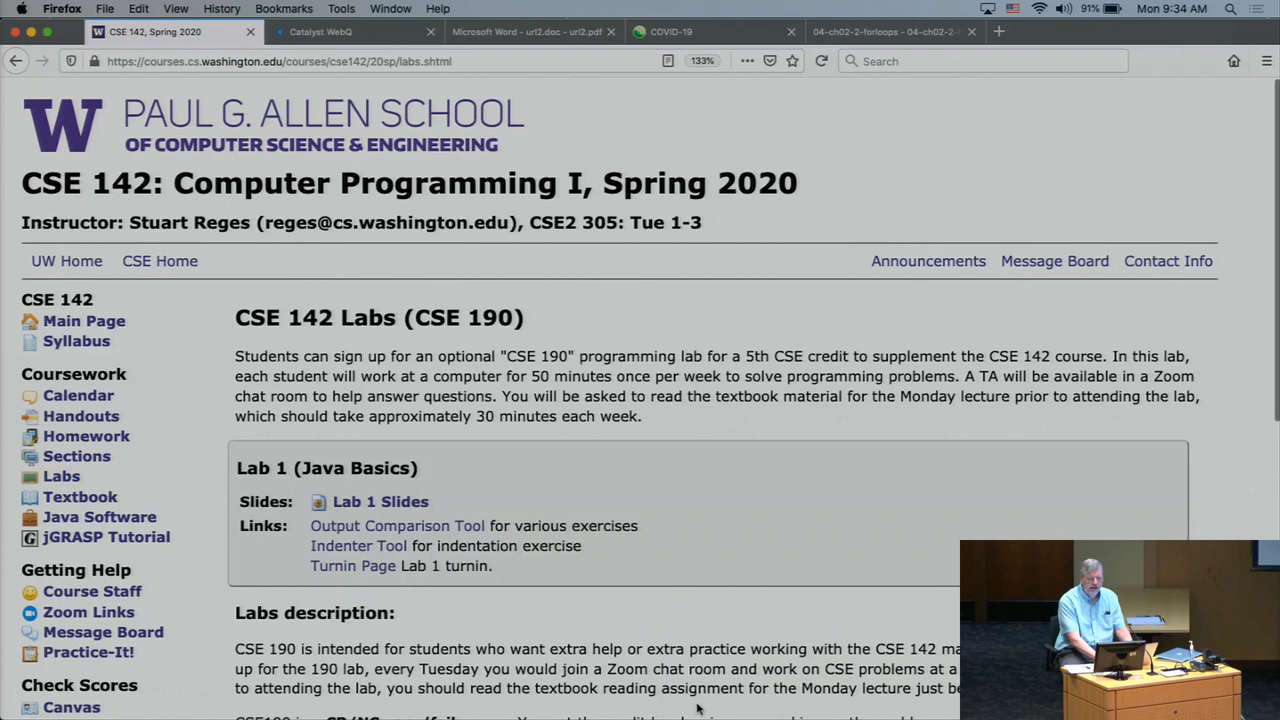 Firefox File Edit View History Bookmarks Tools Window Help 91% Mon 9:34 AM
CSE 142, Spring 2020 Catalyst WebQ Microsoft Word - url2.doc - url2.pdf COVID-19 04-ch02-2-forloops - 04-ch02-2-f
https://courses.cs.washington.edu/courses/cse142/20sp/labs.shtml 133% Search
W PAUL G. ALLEN SCHOOL
OF COMPUTER SCIENCE & ENGINEERING
CSE 142: Computer Programming I, Spring 2020
Instructor: Stuart Reges (reges@cs.washington.edu), CSE2 305: Tue 1-3
UW Home CSE Home Announcements Message Board Contact Info
CSE 142
Main Page
Syllabus
Coursework
Calendar
Handouts
Homework
Sections
Labs
Textbook
Java Software
G jGRASP Tutorial
Getting Help
Course Staff
Zoom Links
Message Board
Practice-It!
Check Scores
Canvas
CSE 142 Labs (CSE 190)
Students can sign up for an optional "CSE 190" programming lab for a 5th CSE credit to supplement the CSE 142 course. In this lab,
each student will work at a computer for 50 minutes once per week to solve programming problems. A TA will be available in a Zoom
chat room to help answer questions. You will be asked to read the textbook material for the Monday lecture prior to attending the lab,
which should take approximately 30 minutes each week.
Lab 1 (Java Basics)
Slides: Lab 1 Slides
Links: Output Comparison Tool for various exercises
Indenter Tool for indentation exercise
Turnin Page Lab 1 turnin.
Labs description:
CSE 190 is intended for students who want extra help or extra practice working with the CSE 142 ma
up for the 190 lab, every Tuesday you would join a Zoom chat room and work on CSE problems at a
to attending the lab, you should read the textbook reading assignment for the Monday lecture just be